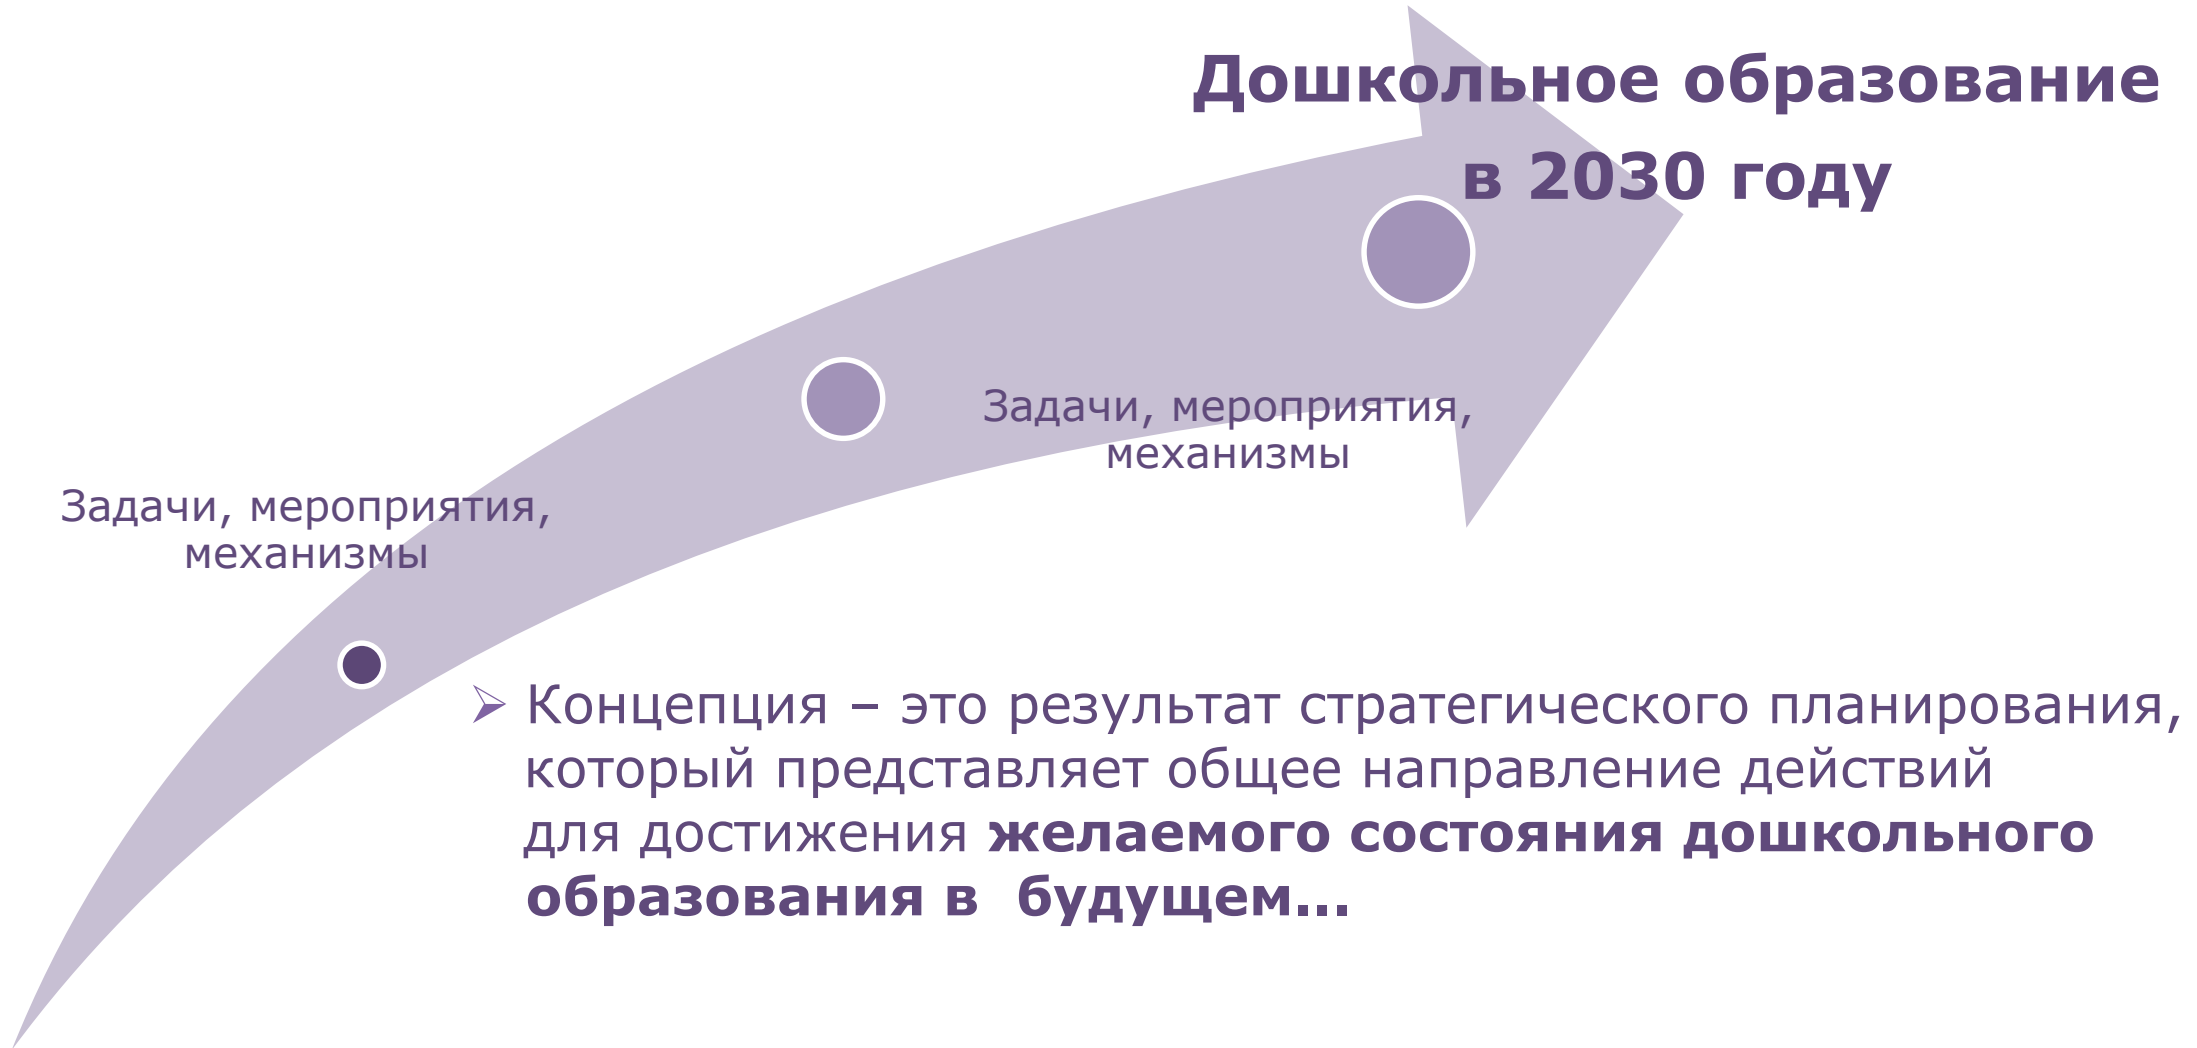 Дошкольное образование
в 2030 году
Задачи, мероприятия,
механизмы
Задачи, мероприятия,
механизмы
Концепция – это результат стратегического планирования,
который представляет общее направление действий
для достижения желаемого состояния дошкольного
образования в  будущем...